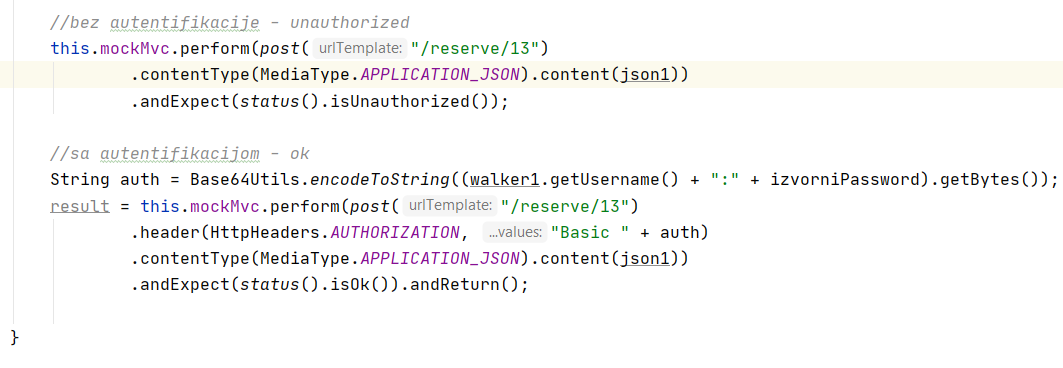 //bez autentifikacije - unauthorized
this.mockMvc.perform(post( urlTemplate: "/reserve/13")
.contentType(MediaType.APPLICATION_JSON).content(json1))
.andExpect(status().isUnauthorized());
//sa autentifikacijom - ok
String auth = Base64Utils.encodeToString((walker1.getUsername() + ":" + izvorniPassword).getBytes());
result = this.mockMvc.perform(post( urlTemplate: "/reserve/13")
.header(HttpHeaders.AUTHORIZATION, ...values: "Basic " + auth)
.contentType(MediaType.APPLICATION_JSON).content(json1))
.andExpect(status().isOk()).andReturn();
}